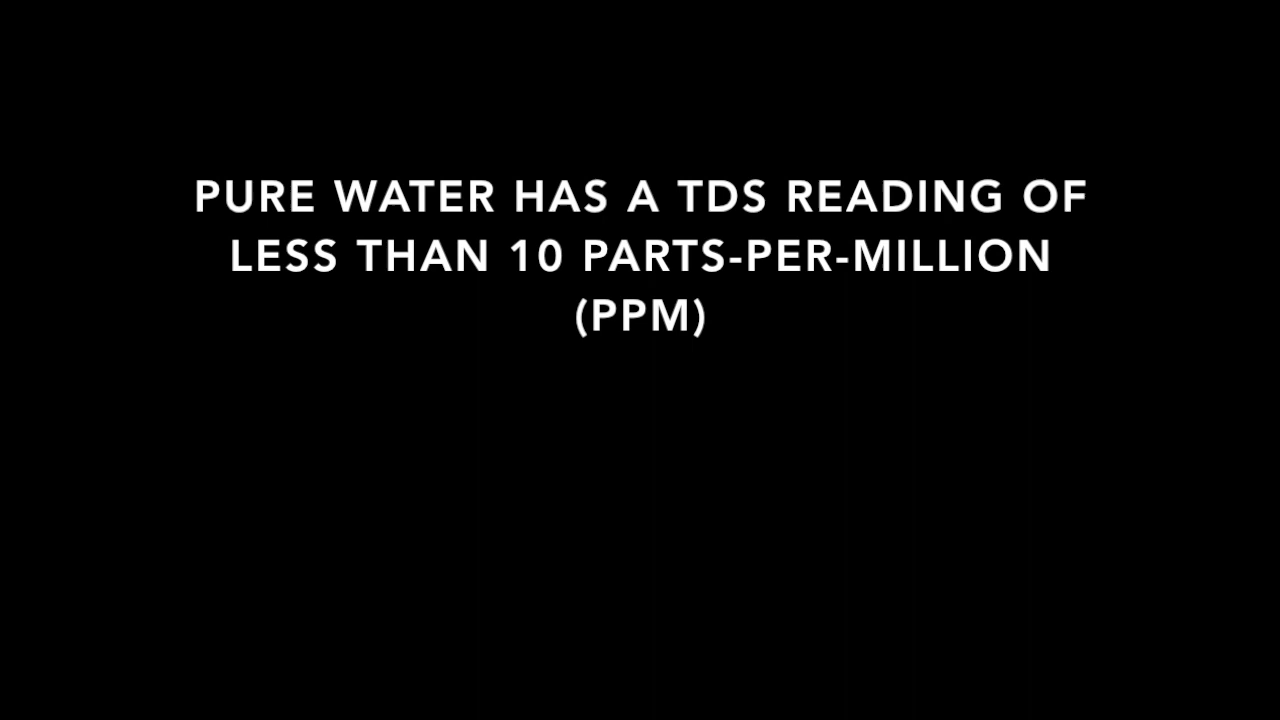 PURE WATER HAS A TDS READING OF
LESS THAN 10 PARTS-PER-MILLION
(PPM)